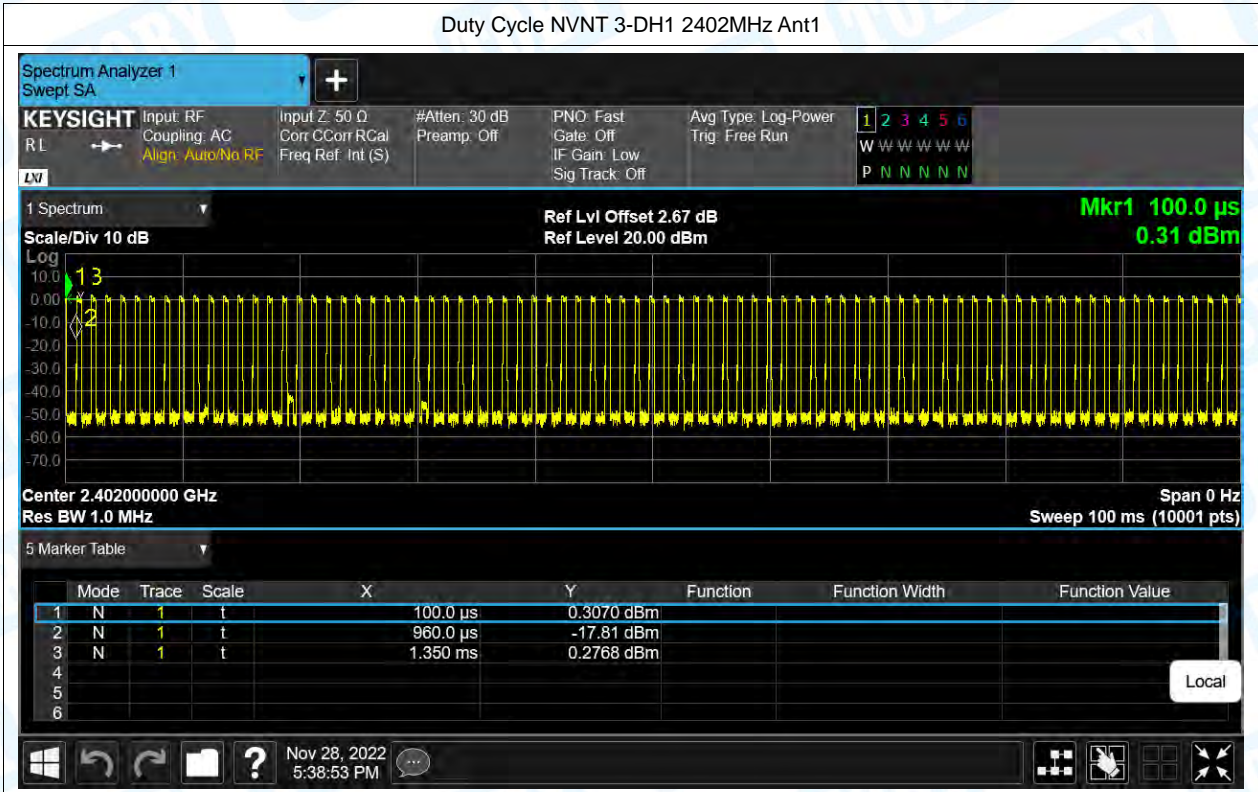 Duty Cycle NVNT 3-DH1 2402MHz Ant1
Spectrum Analyzer 1
Swept SA
+
KEYSIGHT Input: RF Input Z: 50 Ω #Atten: 30 dB PNO: Fast Avg Type: Log-Power 1 2 3 4 5 6
R L Coupling: AC Corr CCorr RCal Preamp: Off Gate: Off Trig: Free Run W W W W W W
Align: Auto/No RF Freq Ref: Int (S) IF Gain: Low P N N N N N
LXI Sig Track: Off
1 Spectrum Ref Lvl Offset 2.67 dB Mkr1 100.0 µs
Scale/Div 10 dB Ref Level 20.00 dBm 0.31 dBm
Log
10.0 1 3
0.00
-10.0 2
-20.0
-30.0
-40.0
-50.0
-60.0
-70.0
Center 2.402000000 GHz Span 0 Hz
Res BW 1.0 MHz Sweep 100 ms (10001 pts)
5 Marker Table
Mode Trace Scale X Y Function Function Width Function Value
1 N 1 t 100.0 µs 0.3070 dBm
2 N 1 t 960.0 µs -17.81 dBm
3 N 1 t 1.350 ms 0.2768 dBm
4
5
6
Local
? Nov 28, 2022
5:38:53 PM